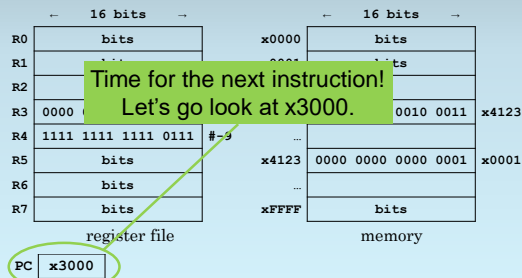 ← 16 bits → ← 16 bits →
R0 bits x0000 bits
R1
Time for the next instruction!
R2
Let's go look at x3000.
R3 0000 0010 0011 x4123
R4 1111 1111 1111 0111 #-9 …
R5 bits x4123 0000 0000 0000 0001 x0001
R6 bits …
R7 bits xFFFF bits
register file memory
PC x3000